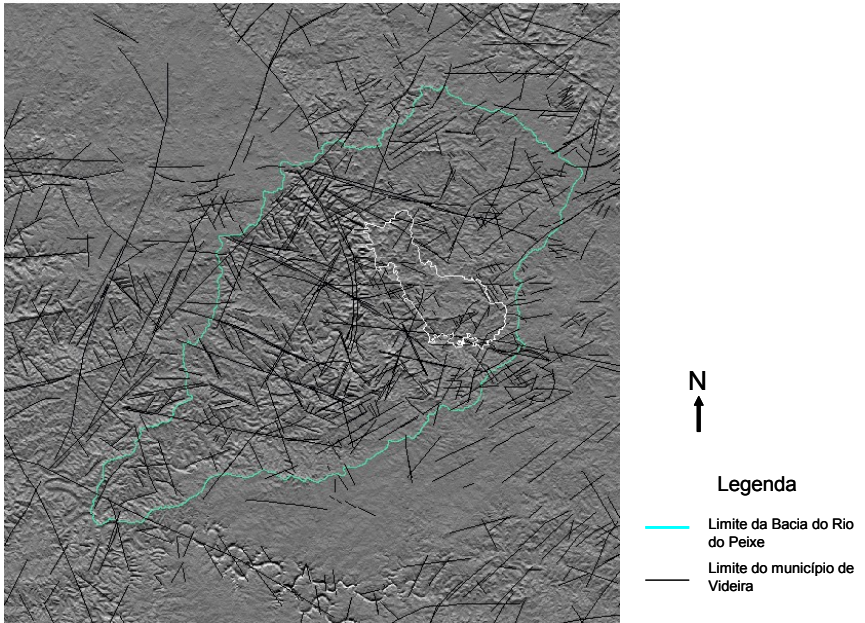 N
Legenda
Limite da Bacia do Rio
do Peixe
Limite do município de
Videira